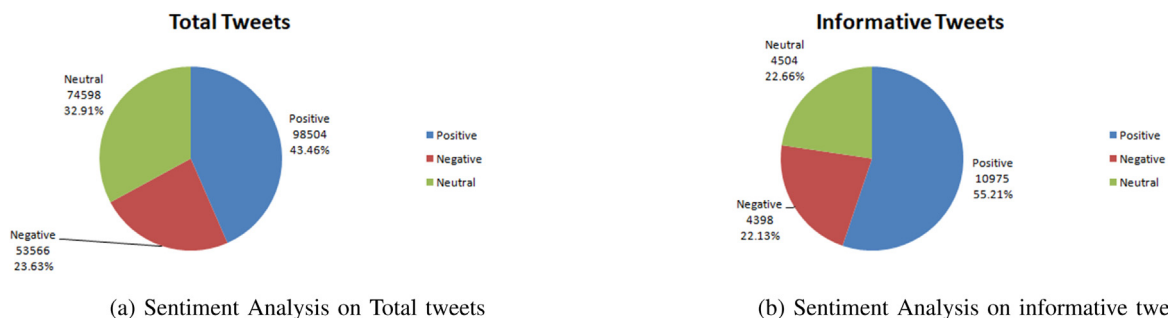 Total Tweets
Neutral
74598
32.91%
Positive
98504
43.46%
Negative
53566
23.63%
Positive
Negative
Neutral
(a) Sentiment Analysis on Total tweets
Informative Tweets
Neutral
4504
22.66%
Positive
10975
55.21%
Negative
4398
22.13%
Positive
Negative
Neutral
(b) Sentiment Analysis on informative